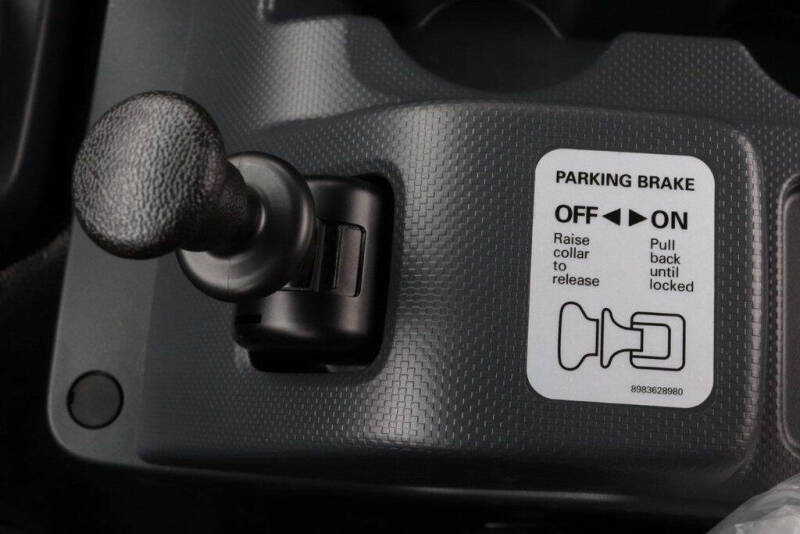 PARKING BRAKE
OFF◀ ▶ON
Raise
collar
to
release
Pull
back
until
locked
8983628980